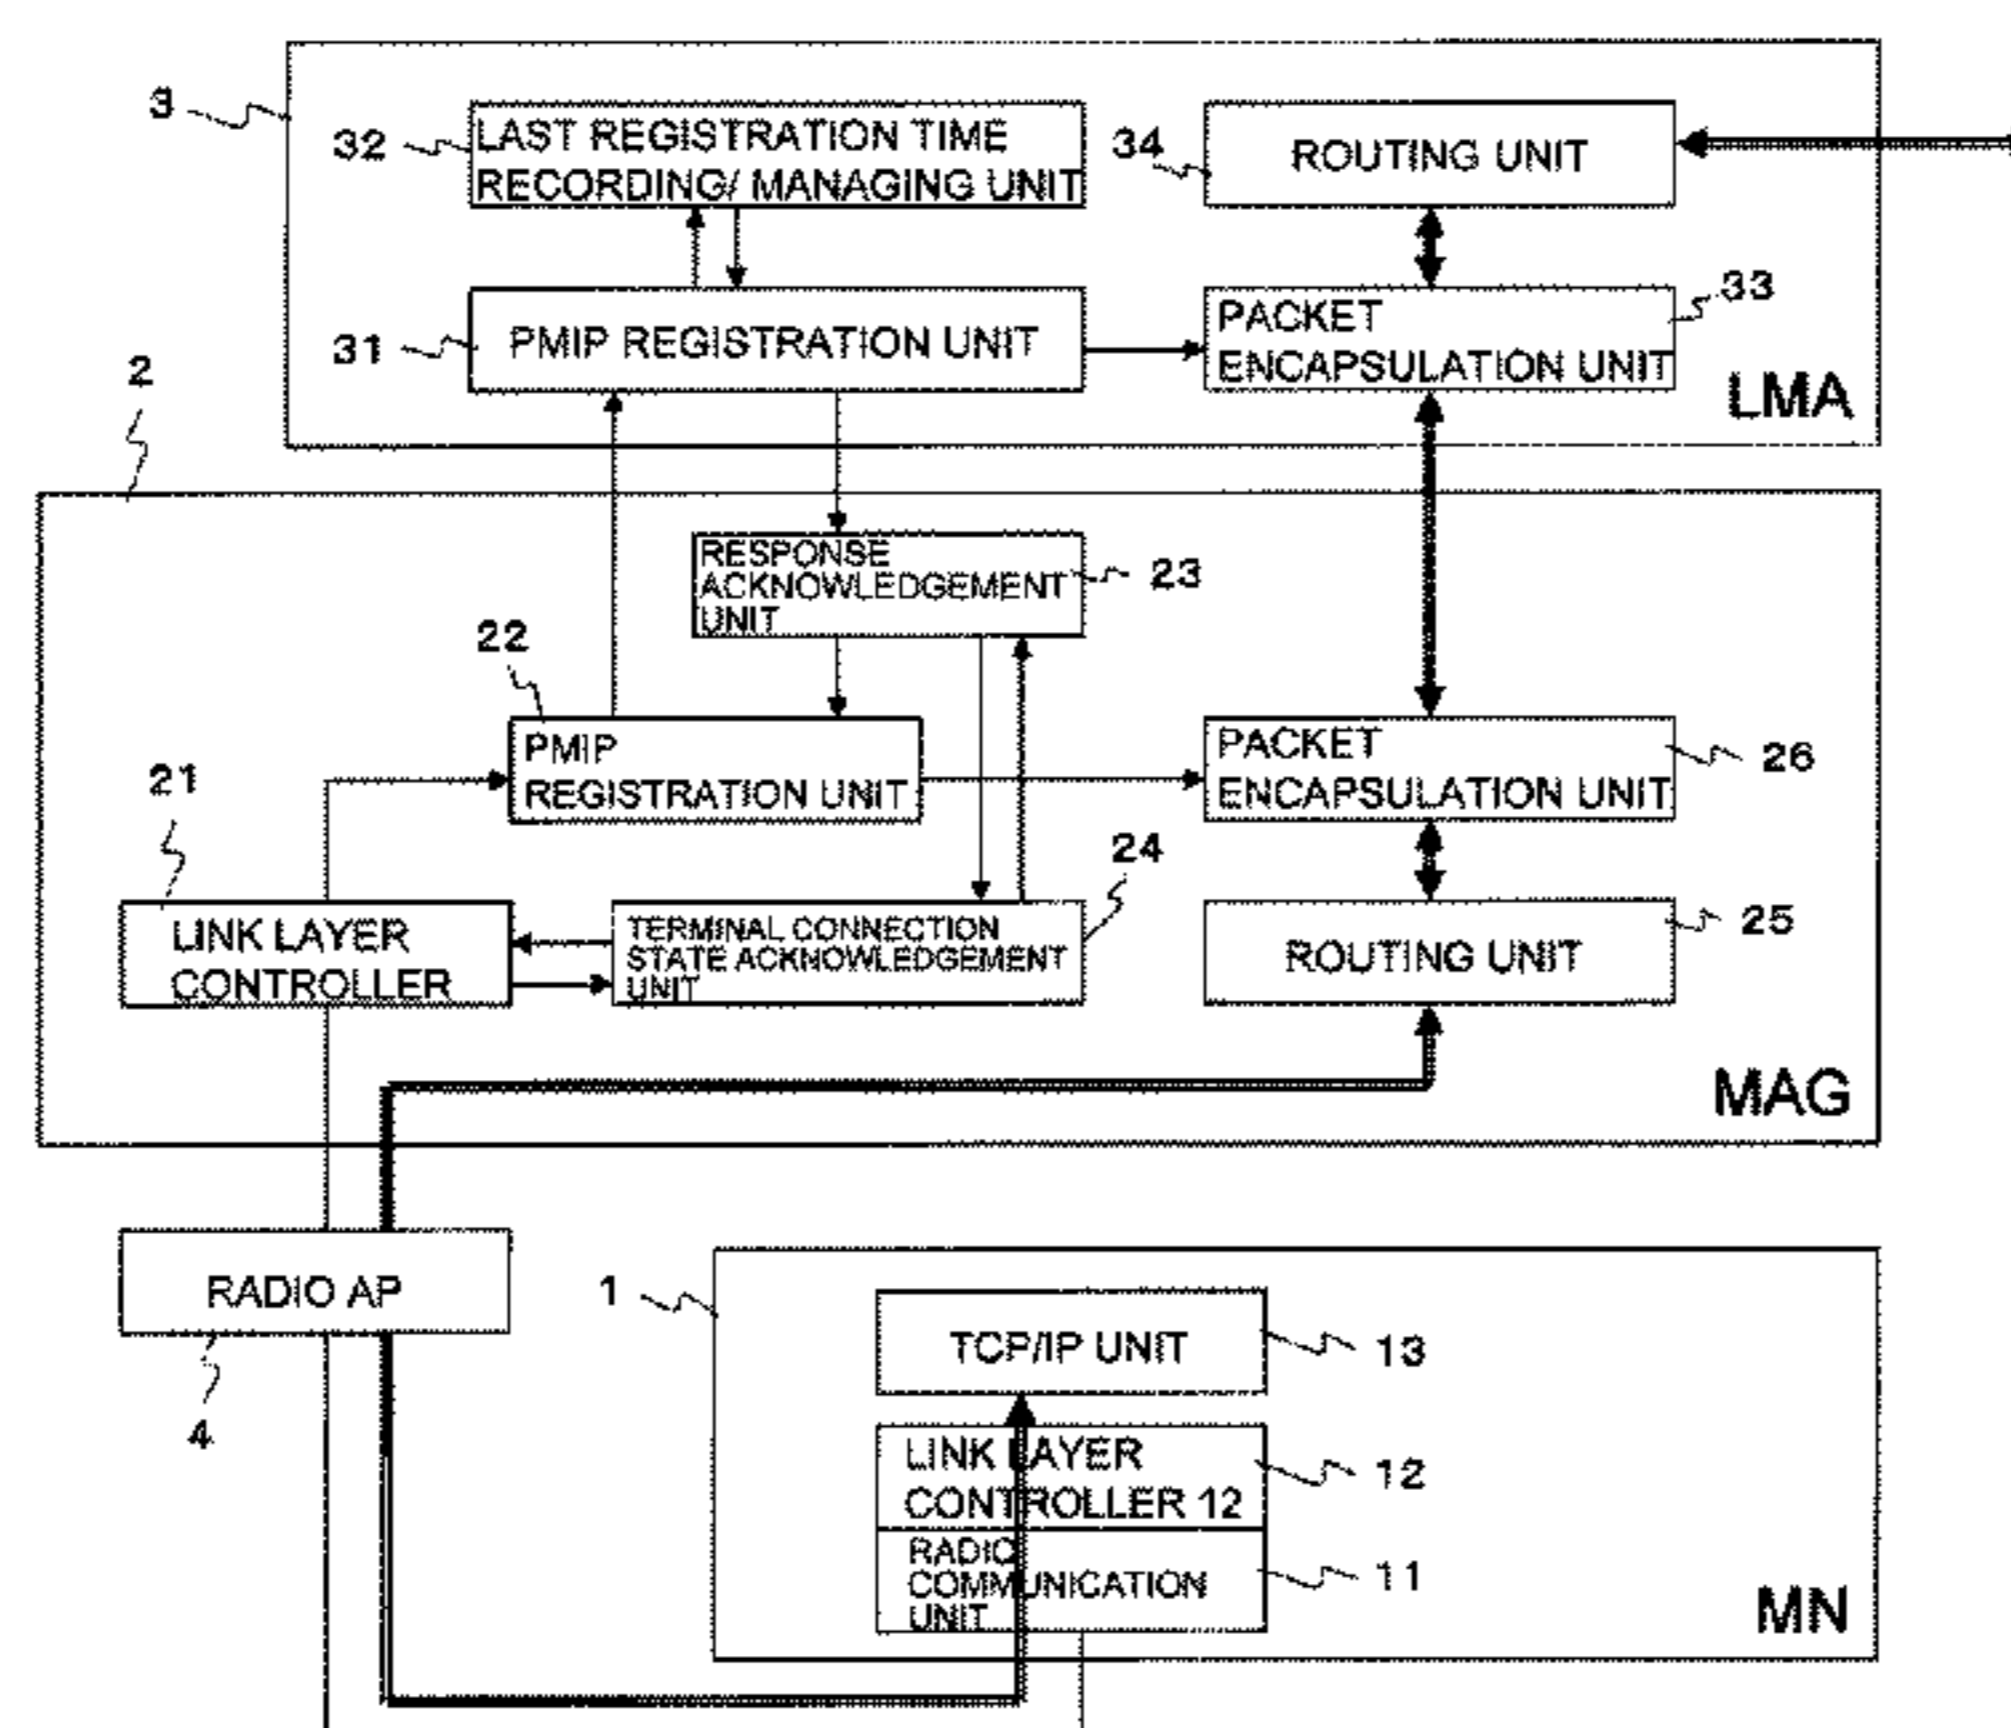 3
32
LAST REGISTRATION TIME
RECORDING/ MANAGING UNIT
34
ROUTING UNIT
31
PMIP REGISTRATION UNIT
PACKET
ENCAPSULATION UNIT
33
LMA
2
RESPONSE
ACKNOWLEDGEMENT
UNIT
23
22
PMIP
REGISTRATION UNIT
PACKET
ENCAPSULATION UNIT
26
21
LINK LAYER
CONTROLLER
TERMINAL CONNECTION
STATE ACKNOWLEDGEMENT
UNIT
24
ROUTING UNIT
25
MAG
RADIO AP
4
1
TCP/IP UNIT
13
LINK LAYER
CONTROLLER 12
12
RADIO
COMMUNICATION
UNIT
11
MN